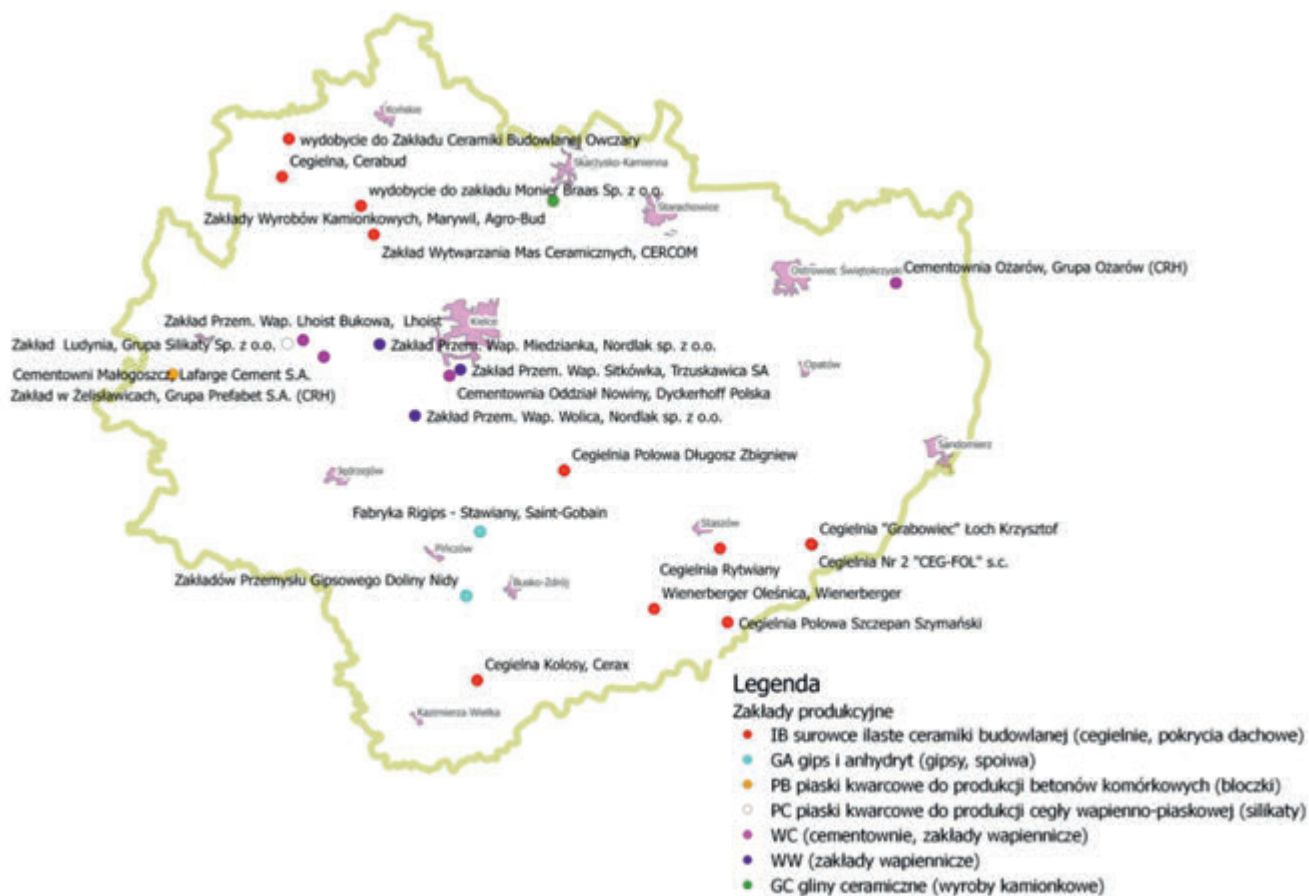 Końskie
wydobycie do Zakładu Ceramiki Budowlanej Owczary
Cegielna, Cerabud
Skarżysko-Kamienna
wydobycie do zakładu Monier Braas Sp. z o.o.
Zakłady Wyrobów Kamionkowych, Marywil, Agro-Bud
Starachowice
Zakład Wytwarzania Mas Ceramicznych, CERCOM
Ostrowiec Świętokrzyski
Cementownia Ożarów, Grupa Ożarów (CRH)
Zakład Przem. Wap. Lhoist Bukowa, Lhoist
Kielce
Zakład Ludynia, Grupa Silikaty Sp. z o.o.
Zakład Przem. Wap. Miedzianka, Nordlak sp. z o.o.
Cementowni Małogoszcz, Lafarge Cement S.A.
Zakład Przem. Wap. Sitkówka, Trzuskawica SA
Opatów
Zakład w Żelisławicach, Grupa Prefabet S.A. (CRH)
Cementownia Oddział Nowiny, Dyckerhoff Polska
Zakład Przem. Wap. Wolica, Nordlak sp. z o.o.
Sandomierz
Cegielnia Polowa Długosz Zbigniew
Jędrzejów
Fabryka Rigips - Stawiany, Saint-Gobain
Staszów
Cegielnia "Grabowiec" Łoch Krzysztof
Pińczów
Cegielnia Nr 2 "CEG-FOL" s.c.
Cegielnia Rytwiany
Zakładów Przemysłu Gipsowego Doliny Nidy
Busko-Zdrój
Wienerberger Oleśnica, Wienerberger
Cegielnia Polowa Szczepan Szymański
Cegielna Kolosy, Cerax
Kazimierza Wielka
Legenda
Zakłady produkcyjne
IB surowce ilaste ceramiki budowlanej (cegielnie, pokrycia dachowe)
GA gips i anhydryt (gipsy, spoiwa)
PB piaski kwarcowe do produkcji betonów komórkowych (bloczki)
PC piaski kwarcowe do produkcji cegły wapienno-piaskowej (silikaty)
WC (cementownie, zakłady wapiennicze)
WW (zakłady wapiennicze)
GC gliny ceramiczne (wyroby kamionkowe)